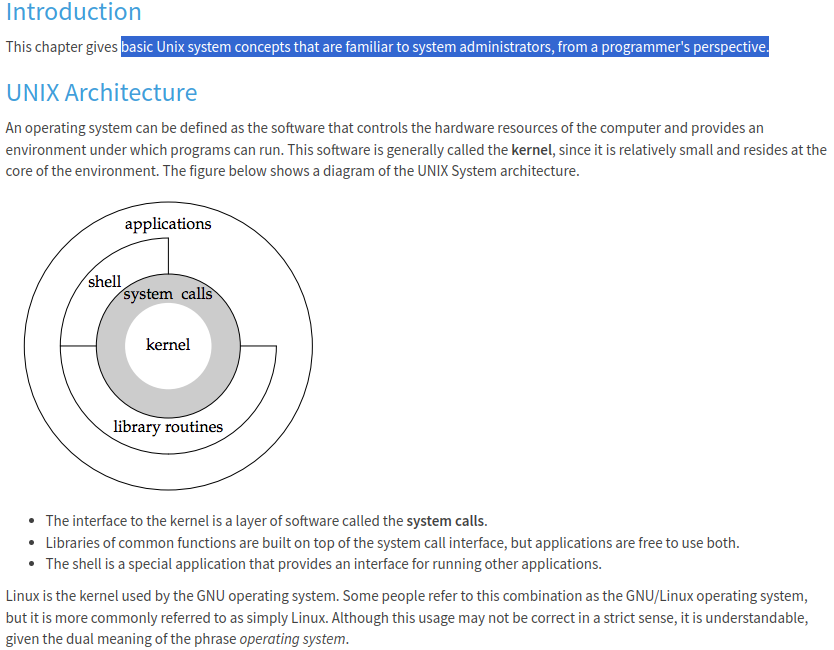 Introduction
This chapter gives basic Unix system concepts that are familiar to system administrators, from a programmer's perspective.
UNIX Architecture
An operating system can be defined as the software that controls the hardware resources of the computer and provides an
environment under which programs can run. This software is generally called the kernel, since it is relatively small and resides at the
core of the environment. The figure below shows a diagram of the UNIX System architecture.
applications
shell
system calls
kernel
library routines
• The interface to the kernel is a layer of software called the system calls.
• Libraries of common functions are built on top of the system call interface, but applications are free to use both.
• The shell is a special application that provides an interface for running other applications.
Linux is the kernel used by the GNU operating system. Some people refer to this combination as the GNU/Linux operating system,
but it is more commonly referred to as simply Linux. Although this usage may not be correct in a strict sense, it is understandable,
given the dual meaning of the phrase operating system.